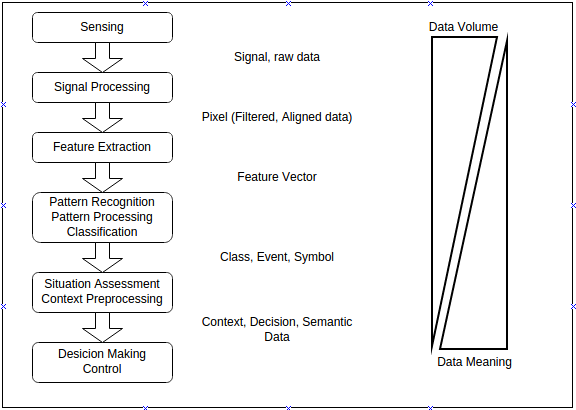 Sensing
Data Volume
Signal, raw data
Signal Processing
Pixel (Filtered, Aligned data)
Feature Extraction
Feature Vector
Pattern Recognition
Pattern Processing
Classification
Class, Event, Symbol
Situation Assessment
Context Preprocessing
Context, Decision, Semantic
Data
Desicion Making
Control
Data Meaning